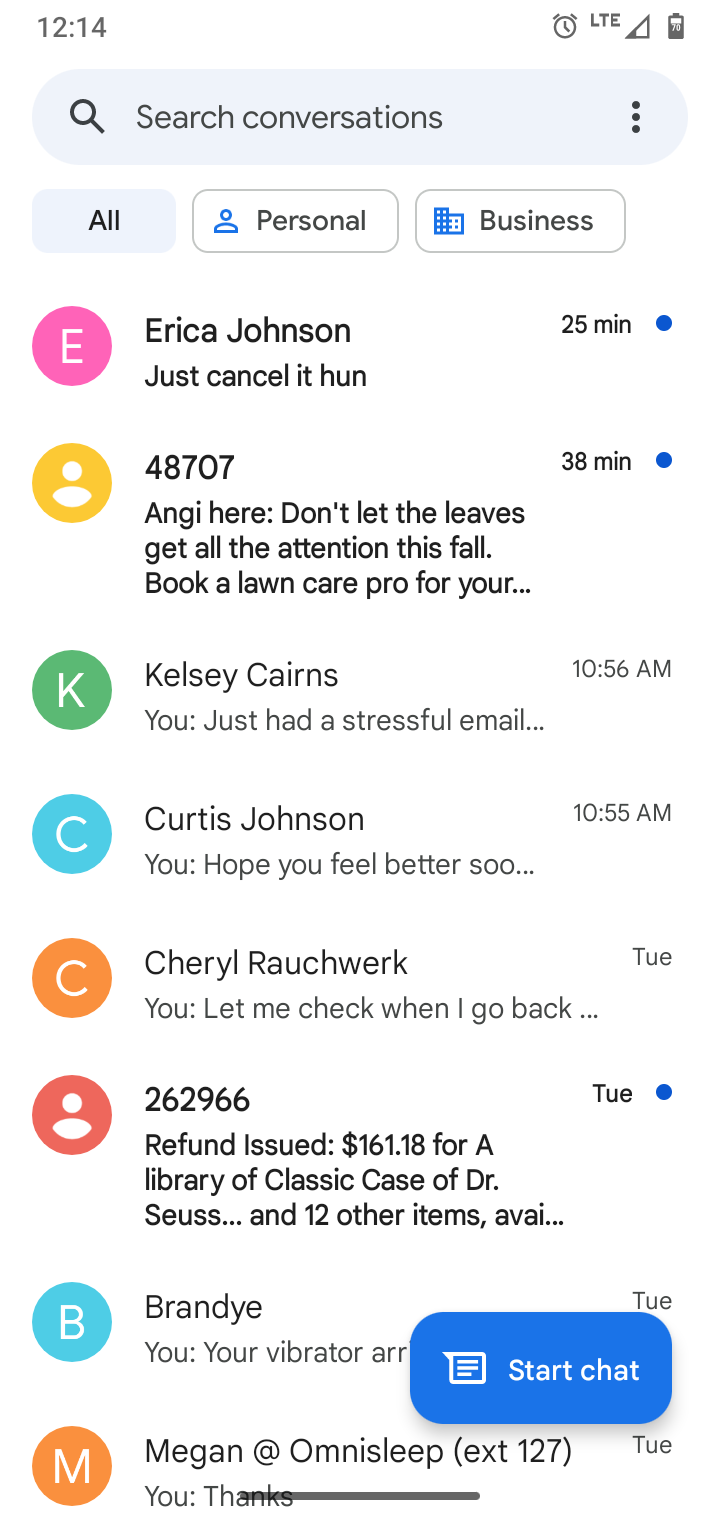 12:14
LTE
70
Search conversations
All
Personal
Business
E
Erica Johnson
25 min
Just cancel it hun
48707
38 min
Angi here: Don't let the leaves
get all the attention this fall.
Book a lawn care pro for your...
K
Kelsey Cairns
10:56 AM
You: Just had a stressful email...
C
Curtis Johnson
10:55 AM
You: Hope you feel better soo...
C
Cheryl Rauchwerk
Tue
You: Let me check when I go back ...
262966
Tue
Refund Issued: $161.18 for A
library of Classic Case of Dr.
Seuss... and 12 other items, avai...
B
Brandye
Tue
You: Your vibrator arri
Start chat
M
Megan @ Omnisleep (ext 127)
Tue
You: Thanks